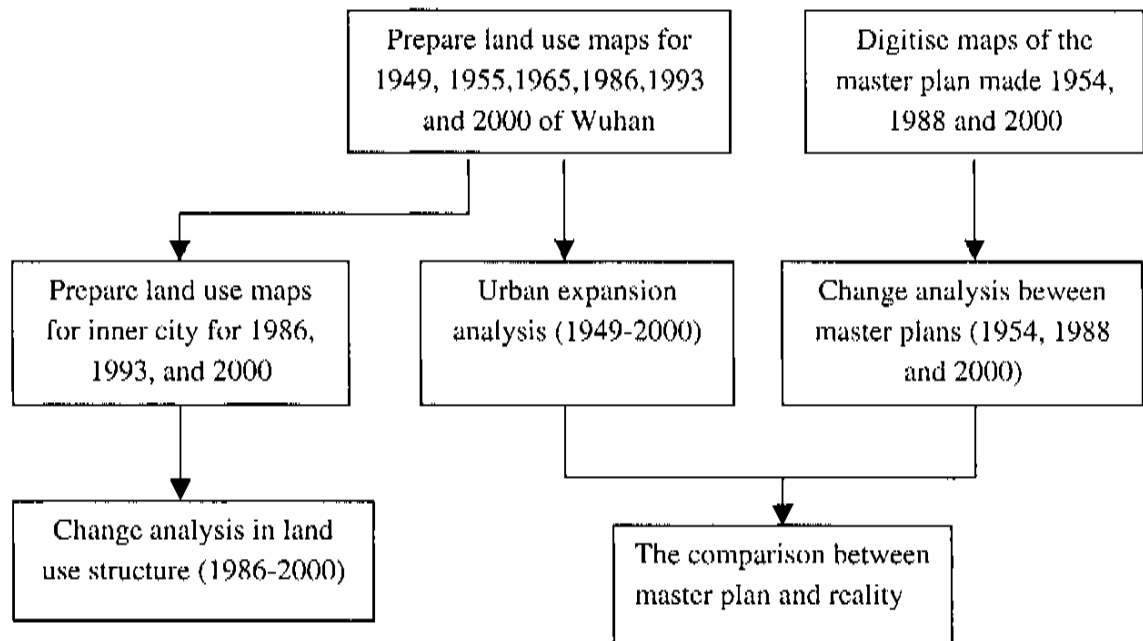 Prepare land use maps for
1949, 1955,1965,1986,1993
and 2000 of Wuhan
Digitise maps of the
master plan made 1954,
1988 and 2000
Prepare land use maps
for inner city for 1986,
1993, and 2000
Urban expansion
analysis (1949-2000)
Change analysis beween
master plans (1954, 1988
and 2000)
Change analysis in land
use structure (1986-2000)
The comparison between
master plan and reality